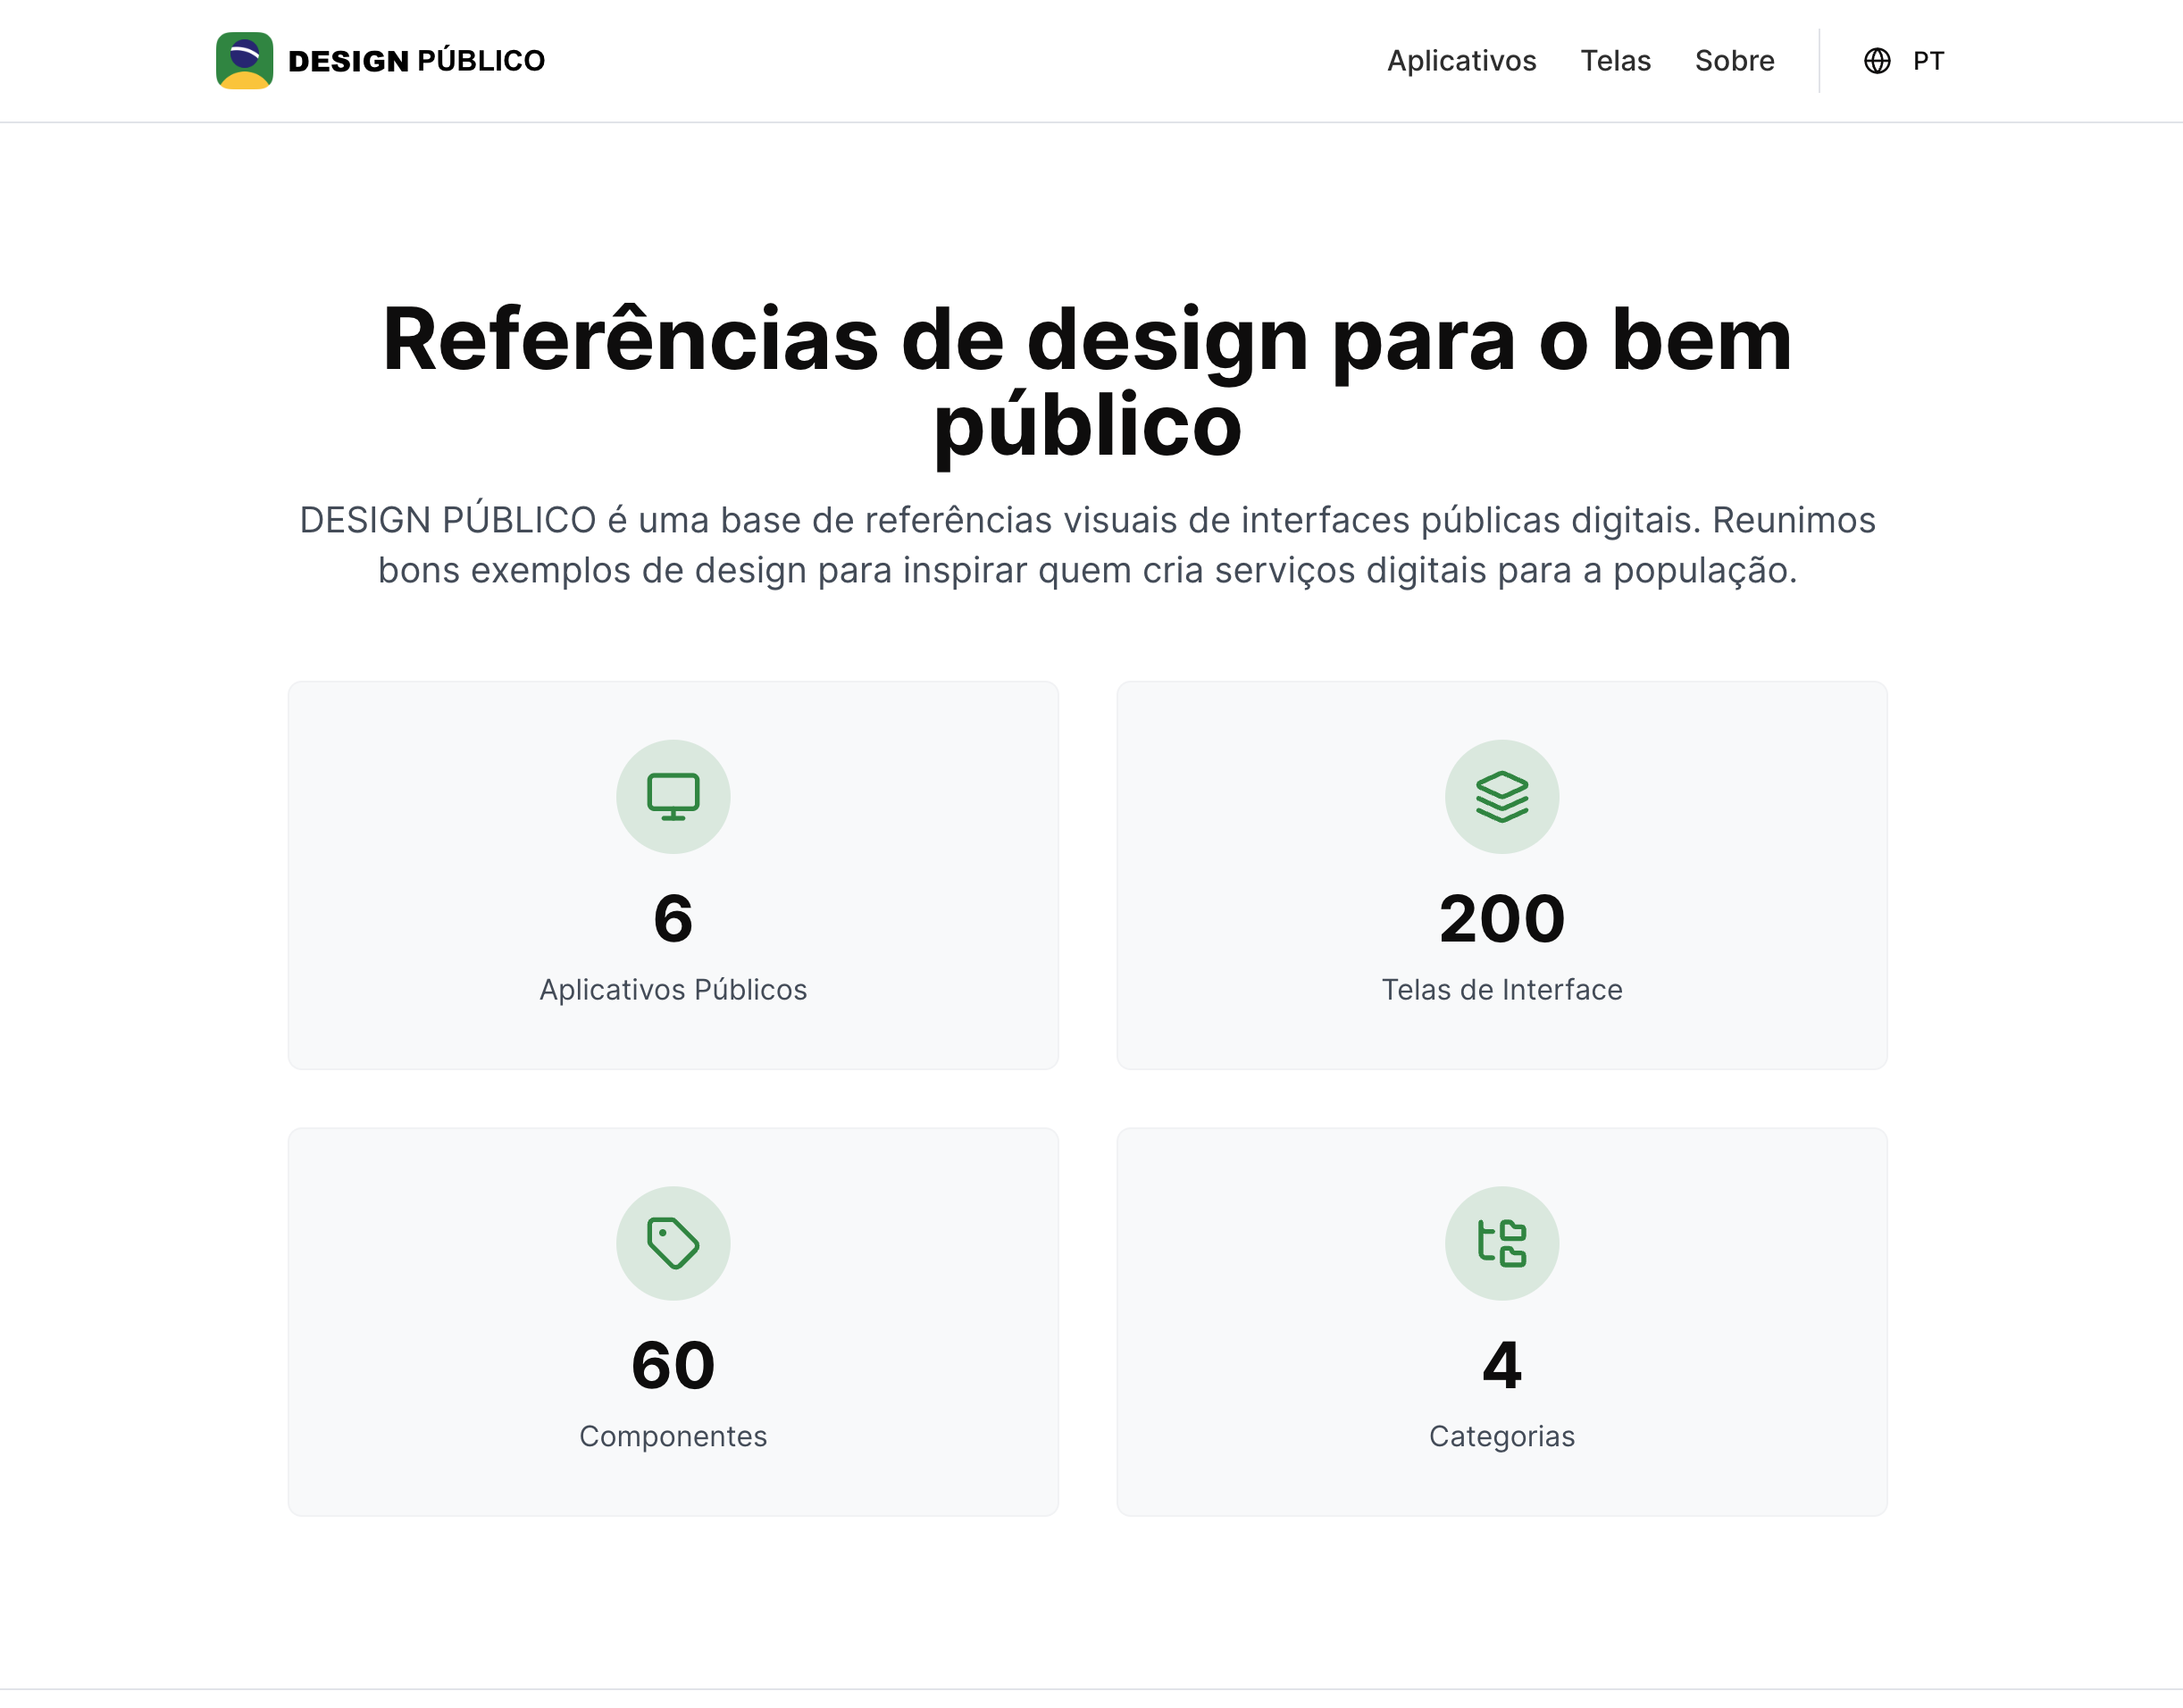 DESIGN PÚBLICO
Aplicativos Telas Sobre PT
Referências de design para o bem
público
DESIGN PÚBLICO é uma base de referências visuais de interfaces públicas digitais. Reunimos
bons exemplos de design para inspirar quem cria serviços digitais para a população.
6
Aplicativos Públicos
200
Telas de Interface
60
Componentes
4
Categorias